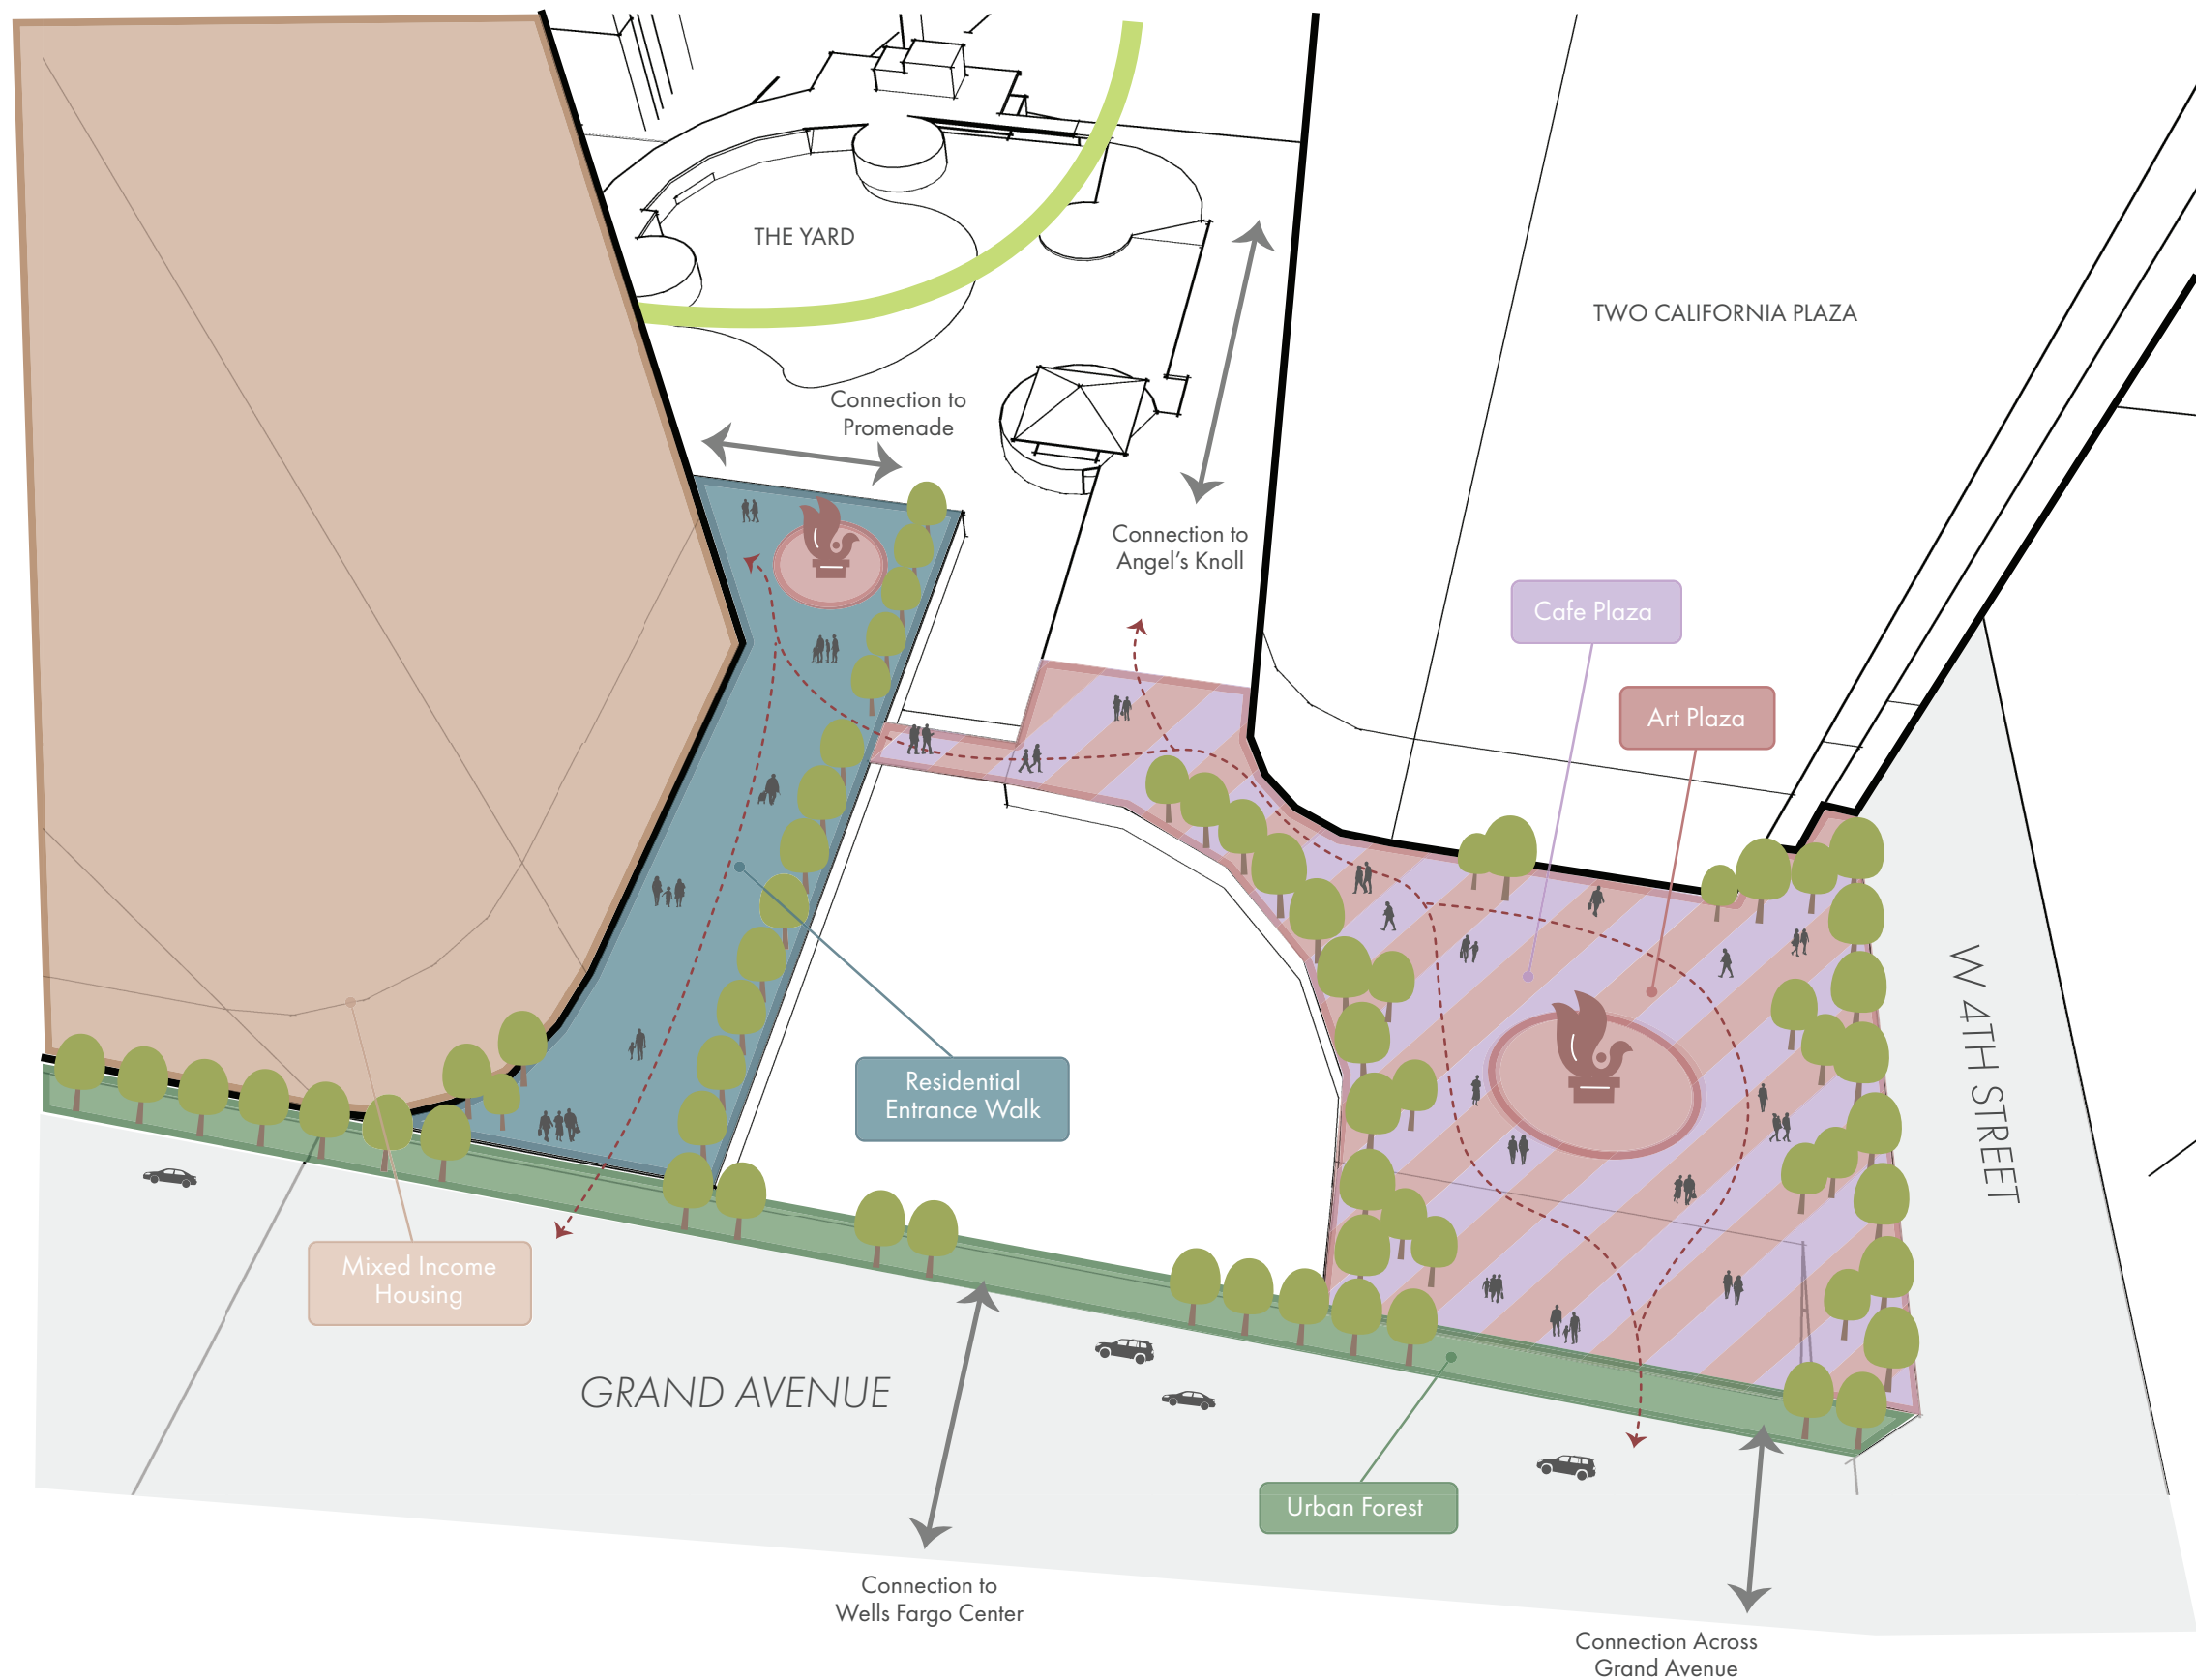 THE YARD
TWO CALIFORNIA PLAZA
Connection to
Promenade
Connection to
Angel's Knoll
Cafe Plaza
Art Plaza
W 4TH STREET
Residential
Entrance Walk
Mixed Income
Housing
GRAND AVENUE
Urban Forest
Connection to
Wells Fargo Center
Connection Across
Grand Avenue